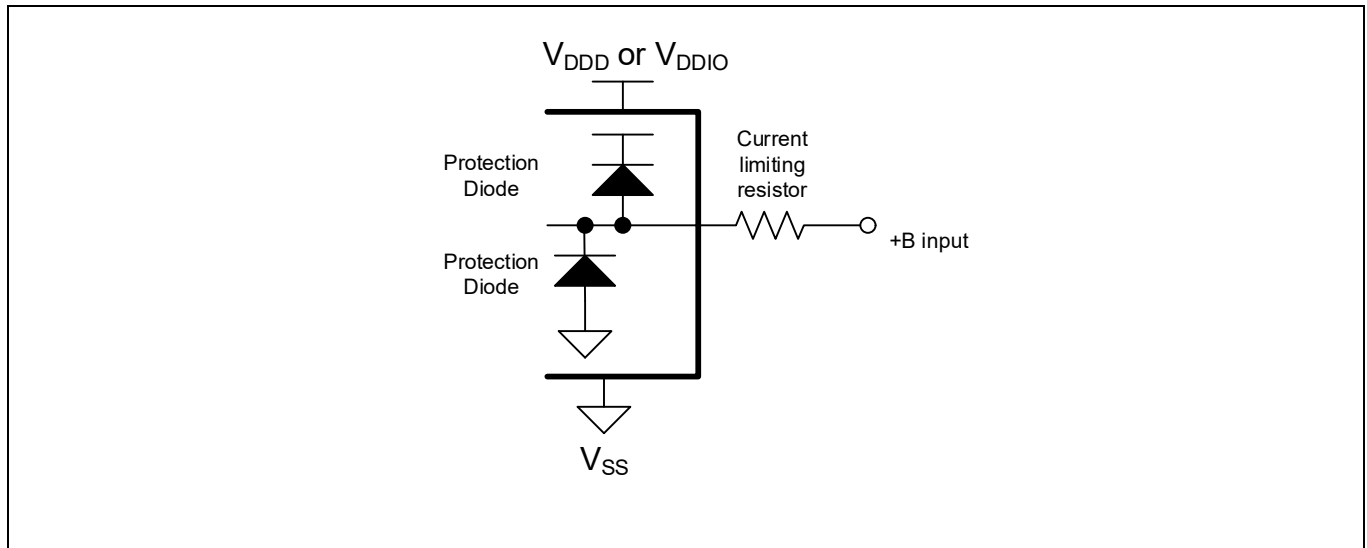 VDDD or VDDIO
Protection
Diode
Current
limiting
resistor
+B input
Protection
Diode
VSS